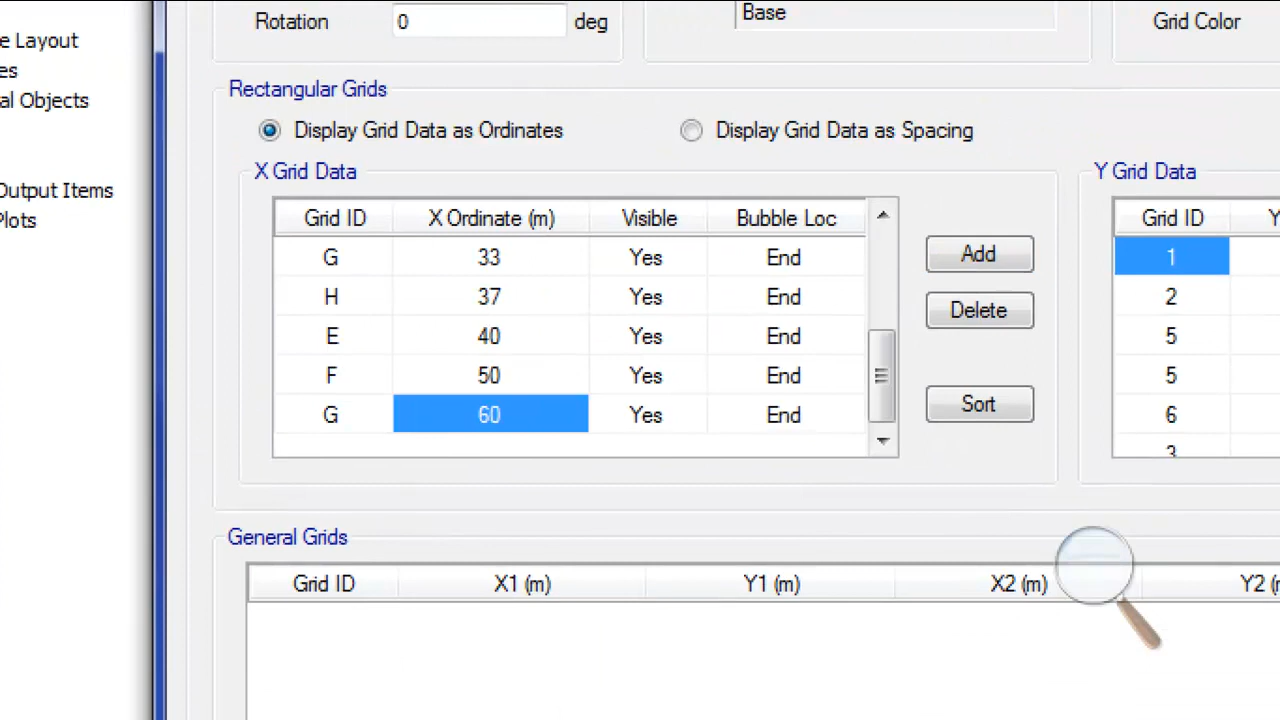 Rotation 0 deg Base Grid Color
e Layout
es
al Objects
Output Items
Plots
Rectangular Grids
Display Grid Data as Ordinates Display Grid Data as Spacing
X Grid Data
Grid ID X Ordinate (m) Visible Bubble Loc
G 33 Yes End
H 37 Yes End
E 40 Yes End
F 50 Yes End
G 60 Yes End
Add
Delete
Sort
Y Grid Data
Grid ID Y
1
2
5
5
6
3
General Grids
Grid ID X1 (m) Y1 (m) X2 (m) Y2 (m